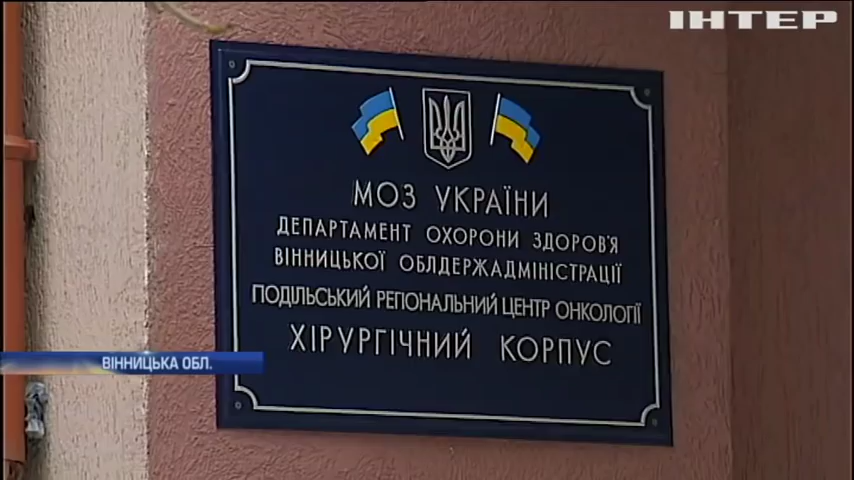 ІНТЕР
МОЗ УКРАЇНИ
ДЕПАРТАМЕНТ ОХОРОНИ ЗДОРОВ'Я
ВІННИЦЬКОЇ ОБЛДЕРЖАДМІНІСТРАЦІЇ
ПОДІЛЬСЬКИЙ РЕГІОНАЛЬНИЙ ЦЕНТР ОНКОЛОГІЇ
ХІРУРГІЧНИЙ КОРПУС
ВІННИЦЬКА ОБЛ.